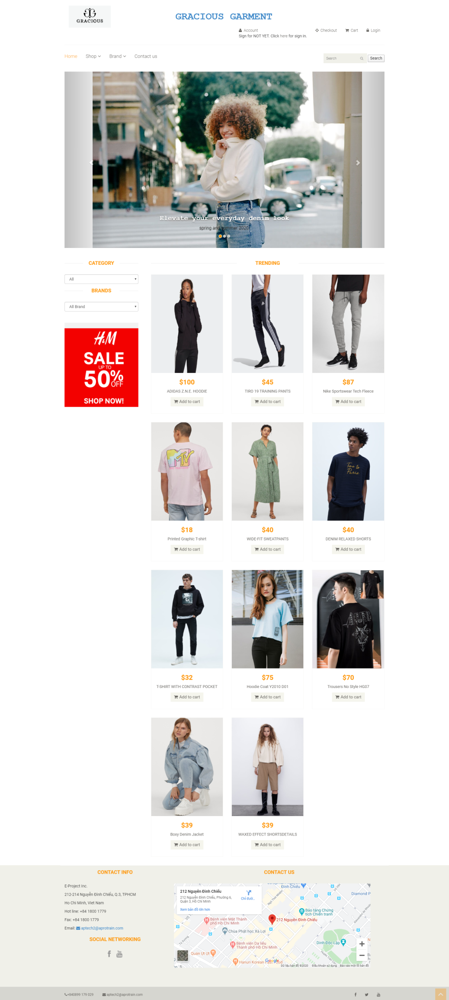 GRACIOUS
GRACIOUS GARMENT
Account
Checkout
Cart
Login
Sign for NOT YET. Click here for sign in.
Home
Shop
Brand
Contact us
Search
Search
Elevate your everyday denim look
spring and summer 2020
CATEGORY
TRENDING
All
BRANDS
All Brand
H&M
SALE
UP TO
50%
OFF
SHOP NOW!
$100
$45
$87
ADIDAS Z.N.E. HOODIE
TIRO 19 TRAINING PANTS
Nike Sportswear Tech Fleece
Add to cart
Add to cart
Add to cart
MTV
Time to
Paris
$18
$40
$40
Printed Graphic T-shirt
WIDE-FIT SWEATPANTS
DENIM RELAXED SHORTS
Add to cart
Add to cart
Add to cart
$32
$75
$70
T-SHIRT WITH CONTRAST POCKET
Hoodie Coat Y2010 D01
Trousers No Style HG07
Add to cart
Add to cart
Add to cart
$39
$39
Boxy Denim Jacket
WAXED EFFECT SHORTSDETAILS
Add to cart
Add to cart
CONTACT INFO
CONTACT US
E-Project Inc.
212-214 Nguyễn Đình Chiểu, Q.3, TPHCM
Ho Chi Minh, Viet Nam
Hot line: +84 1800 1779
Fax: +84 1800 1779
Email: aptech2@aprotrain.com
SOCIAL NETWORKING
212 Nguyễn Đình Chiểu
212 Nguyễn Đình Chiểu, Phường 6,
Quận 3, Hồ Chí Minh
Chỉ đườ...
Xem bản đồ lớn hơn
Đình Chiểu
Võ Văn
Diamond P
Ngô Thời Nhiệm
Alexandre de Rhodes
Bảo tàng Chứng
tích Chiến tranh
212 Nguyễn Đình Chiểu
Bệnh viện Mắt Thành
phố Hồ Chí Minh
Chùa Phật học Xá Lợi
Tú Xương
Bệnh viện Da liễu
Thành phố Hồ Chí Minh
Dinh Độc Lập
Quán Ụt Ụt
Hanuri Korean Fast Food
Google
Dữ liệu bản đồ ©2020
Điều khoản sử dụng
Báo cáo một lỗi bản đồ
+840899 179 029
aptech2@aprotrain.com